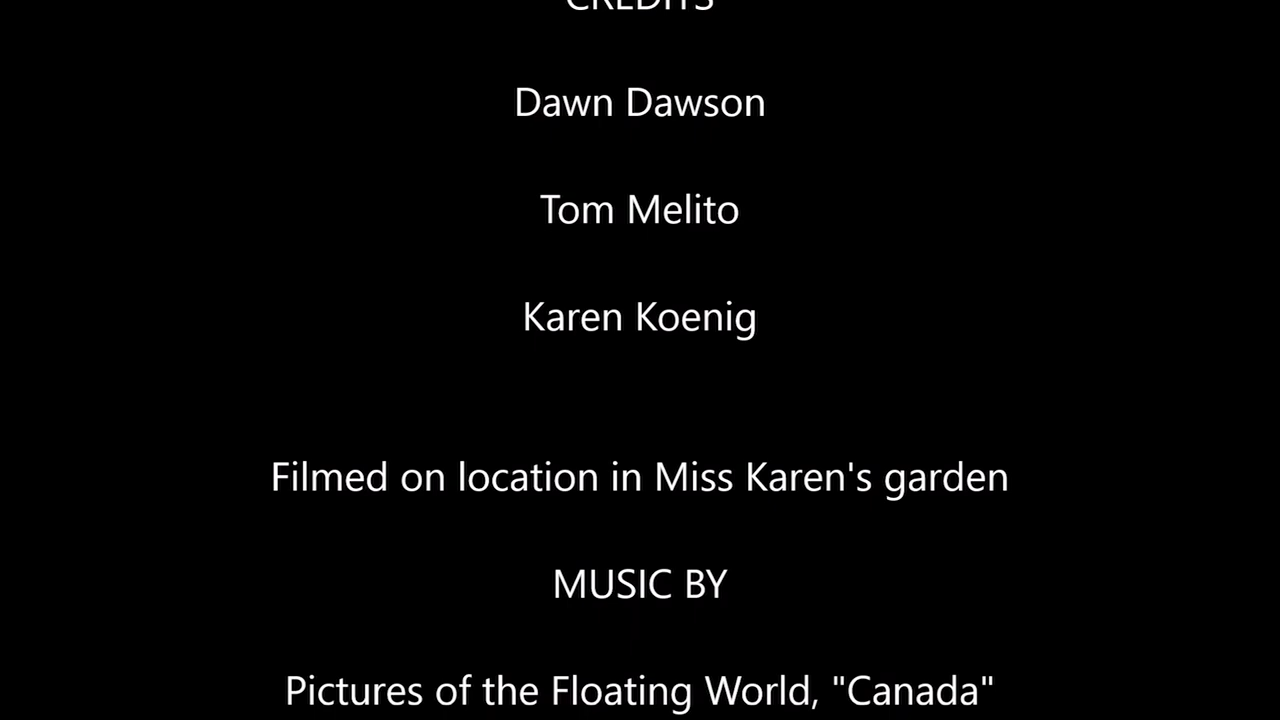 CREDITS
Dawn Dawson
Tom Melito
Karen Koenig
Filmed on location in Miss Karen's garden
MUSIC BY
Pictures of the Floating World, "Canada"